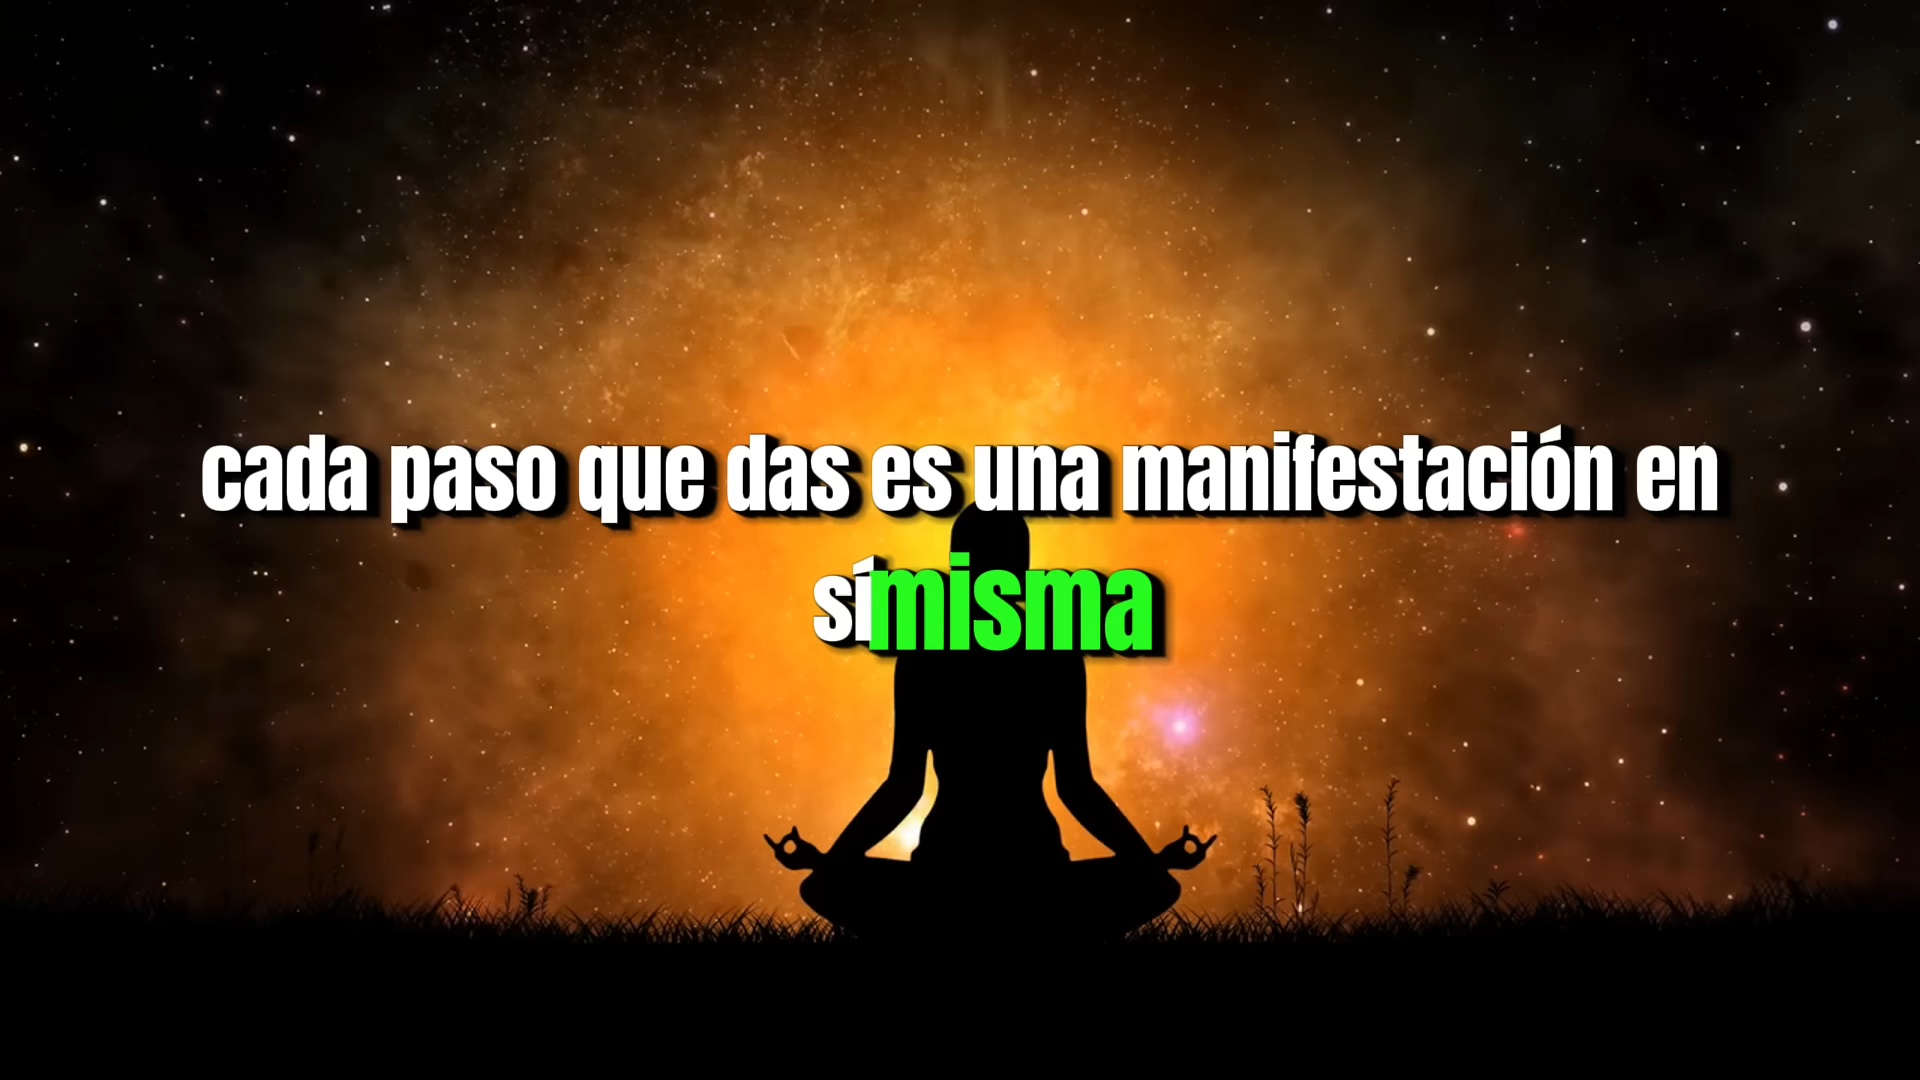 cada paso que das es una manifestación en
sí misma